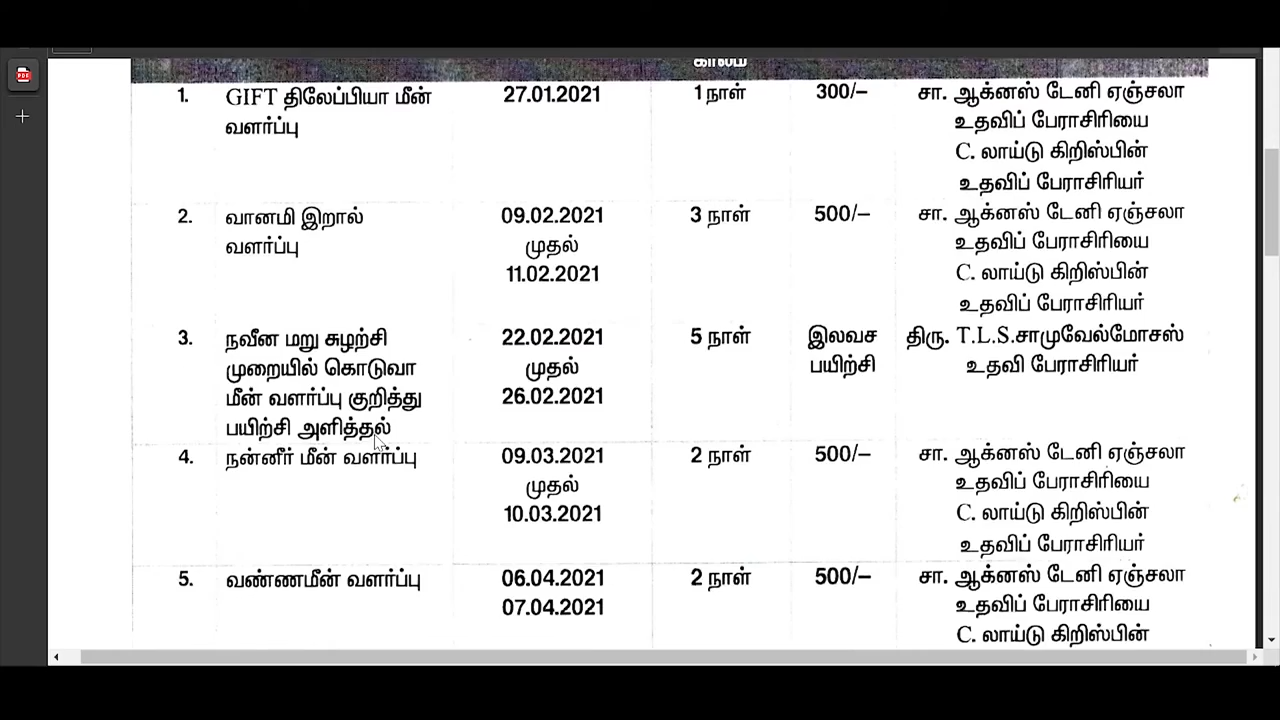 காலம்
1. GIFT திலேப்பியா மீன் 27.01.2021 1 நாள் 300/– சா. ஆக்னஸ் டேனி ஏஞ்சலா
வளர்ப்பு உதவிப் பேராசிரியை
C. லாய்டு கிறிஸ்பின்
உதவிப் பேராசிரியர்
2. வானமி இறால் 09.02.2021 3 நாள் 500/– சா. ஆக்னஸ் டேனி ஏஞ்சலா
வளர்ப்பு முதல் உதவிப் பேராசிரியை
11.02.2021 C. லாய்டு கிறிஸ்பின்
உதவிப் பேராசிரியர்
3. நவீன மறு சுழற்சி 22.02.2021 5 நாள் இலவச திரு. T.L.S.சாமுவேல்மோசஸ்
முறையில் கொடுவா முதல் பயிற்சி உதவி பேராசிரியர்
மீன் வளர்ப்பு குறித்து 26.02.2021
பயிற்சி அளித்தல்
4. நன்னீர் மீன் வளர்ப்பு 09.03.2021 2 நாள் 500/– சா. ஆக்னஸ் டேனி ஏஞ்சலா
முதல் உதவிப் பேராசிரியை
10.03.2021 C. லாய்டு கிறிஸ்பின்
உதவிப் பேராசிரியர்
5. வண்ணமீன் வளர்ப்பு 06.04.2021 2 நாள் 500/– சா. ஆக்னஸ் டேனி ஏஞ்சலா
07.04.2021 உதவிப் பேராசிரியை
C. லாய்டு கிறிஸ்பின்